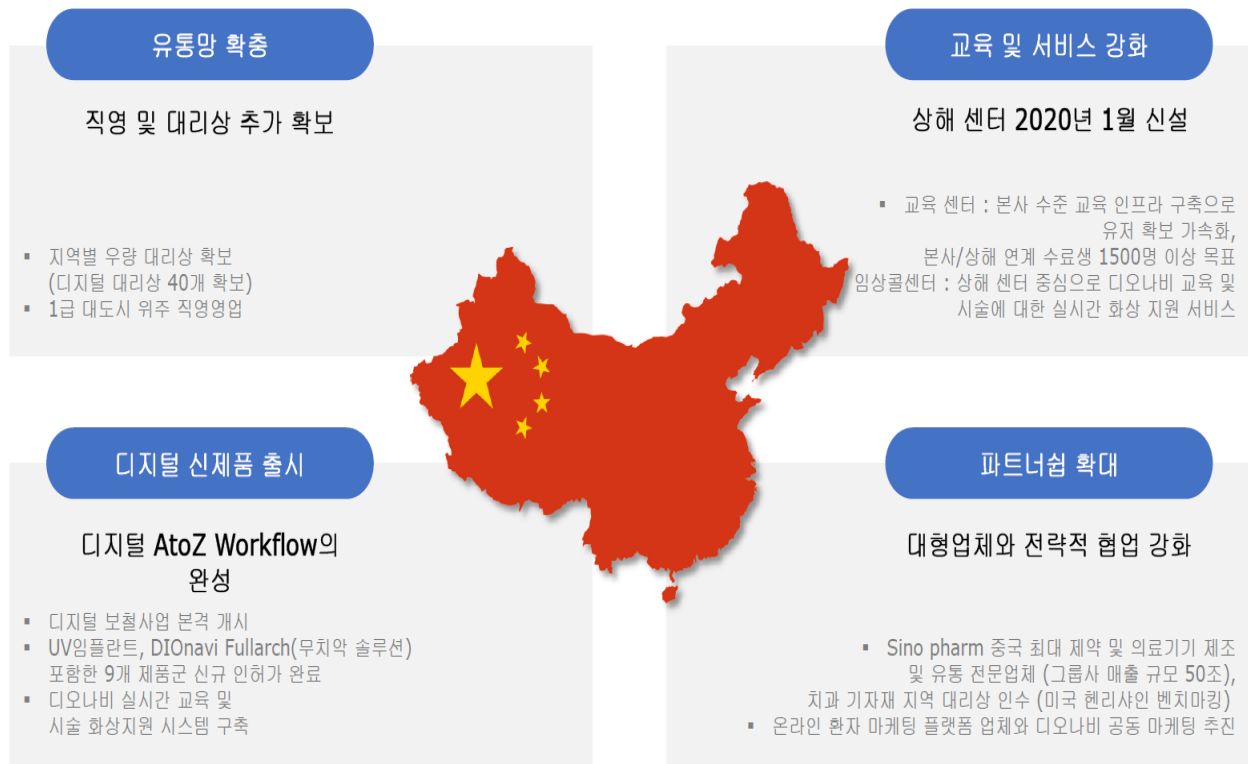 유통망 확충
직영 및 대리상 추가 확보
▪ 지역별 우량 대리상 확보
(디지털 대리상 40개 확보)
▪ 1급 대도시 위주 직영영업
교육 및 서비스 강화
상해 센터 2020년 1월 신설
▪ 교육 센터 : 본사 수준 교육 인프라 구축으로
유저 확보 가속화,
본사/상해 연계 수료생 1500명 이상 목표
임상콜센터 : 상해 센터 중심으로 디오나비 교육 및
시술에 대한 실시간 화상 지원 서비스
디지털 신제품 출시
디지털 AtoZ Workflow의
완성
▪ 디지털 보철사업 본격 개시
▪ UV임플란트, DIOnavi Fullarch(무치악 솔루션)
포함한 9개 제품군 신규 인허가 완료
▪ 디오나비 실시간 교육 및
시술 화상지원 시스템 구축
파트너쉽 확대
대형업체와 전략적 협업 강화
▪ Sino pharm 중국 최대 제약 및 의료기기 제조
및 유통 전문업체 (그룹사 매출 규모 50조),
치과 기자재 지역 대리상 인수 (미국 헨리샤인 벤치마킹)
▪ 온라인 환자 마케팅 플랫폼 업체와 디오나비 공동 마케팅 추진